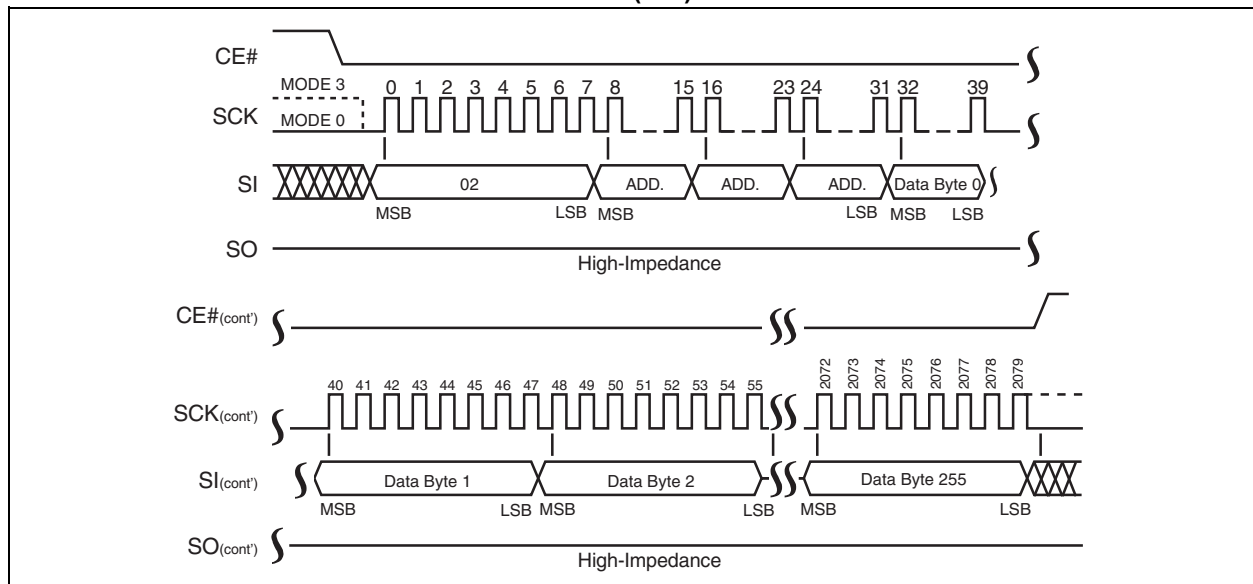 CE#
MODE 3
0 1 2 3 4 5 6 7 8 15 16 23 24 31 32 39
SCK
MODE 0
SI
02 ADD. ADD. ADD. Data Byte 0
MSB LSB MSB LSB MSB LSB
SO
High-Impedance
CE#(cont')
40 41 42 43 44 45 46 47 48 49 50 51 52 53 54 55 2072 2073 2074 2075 2076 2077 2078 2079
SCK(cont')
SI(cont')
Data Byte 1 Data Byte 2 Data Byte 255
MSB LSB MSB LSB MSB LSB
SO(cont')
High-Impedance